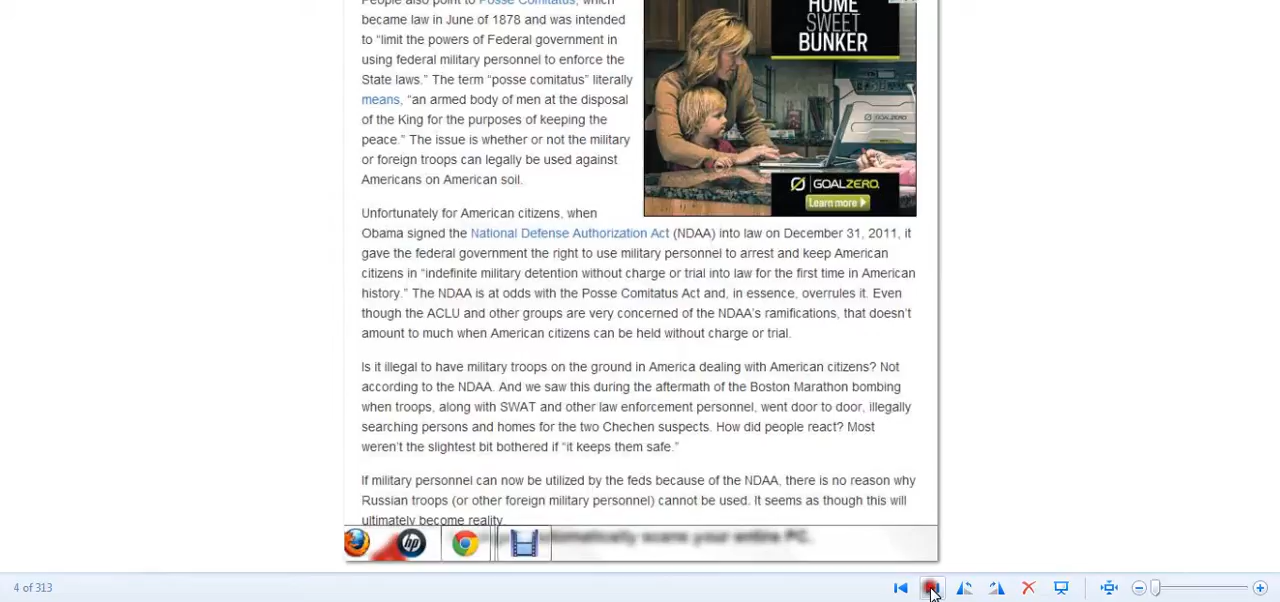 People also point to Posse Comitatus, which
became law in June of 1878 and was intended
to “limit the powers of Federal government in
using federal military personnel to enforce the
State laws.” The term “posse comitatus” literally
means, “an armed body of men at the disposal
of the King for the purposes of keeping the
peace.” The issue is whether or not the military
or foreign troops can legally be used against
Americans on American soil.
HOME
SWEET
BUNKER
GOALZERO
GOALZERO.
Learn more
Unfortunately for American citizens, when
Obama signed the National Defense Authorization Act (NDAA) into law on December 31, 2011, it
gave the federal government the right to use military personnel to arrest and keep American
citizens in “indefinite military detention without charge or trial into law for the first time in American
history.” The NDAA is at odds with the Posse Comitatus Act and, in essence, overrules it. Even
though the ACLU and other groups are very concerned of the NDAA’s ramifications, that doesn’t
amount to much when American citizens can be held without charge or trial.
Is it illegal to have military troops on the ground in America dealing with American citizens? Not
according to the NDAA. And we saw this during the aftermath of the Boston Marathon bombing
when troops, along with SWAT and other law enforcement personnel, went door to door, illegally
searching persons and homes for the two Chechen suspects. How did people react? Most
weren’t the slightest bit bothered if “it keeps them safe.”
If military personnel can now be utilized by the feds because of the NDAA, there is no reason why
Russian troops (or other foreign military personnel) cannot be used. It seems as though this will
ultimately become reality.
hp
automatically scans your entire PC.
4 of 313